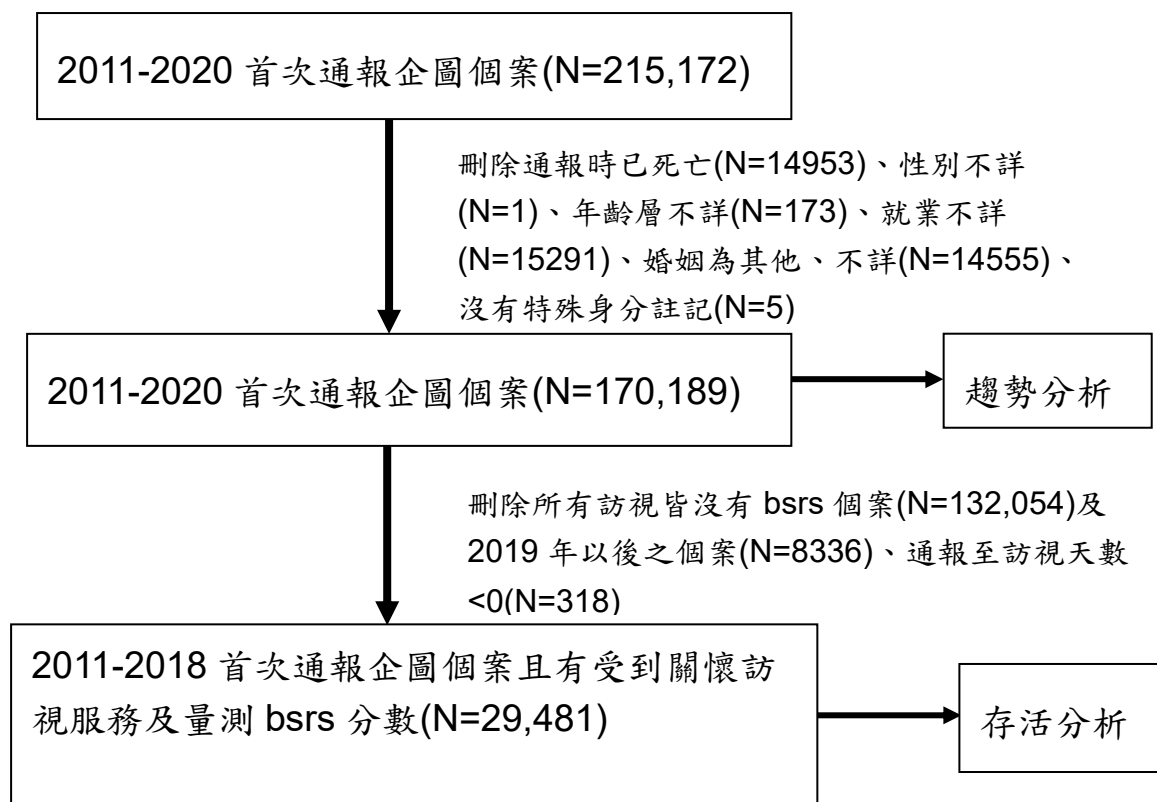 2011-2020 首次通報企圖個案(N=215,172)
刪除通報時已死亡(N=14953)、性別不詳
(N=1)、年齡層不詳(N=173)、就業不詳
(N=15291)、婚姻為其他、不詳(N=14555)、
沒有特殊身分註記(N=5)
2011-2020 首次通報企圖個案(N=170,189)
趨勢分析
刪除所有訪視皆沒有 bsrs 個案(N=132,054)及
2019 年以後之個案(N=8336)、通報至訪視天數
<0(N=318)
2011-2018 首次通報企圖個案且有受到關懷訪
視服務及量測 bsrs 分數(N=29,481)
存活分析